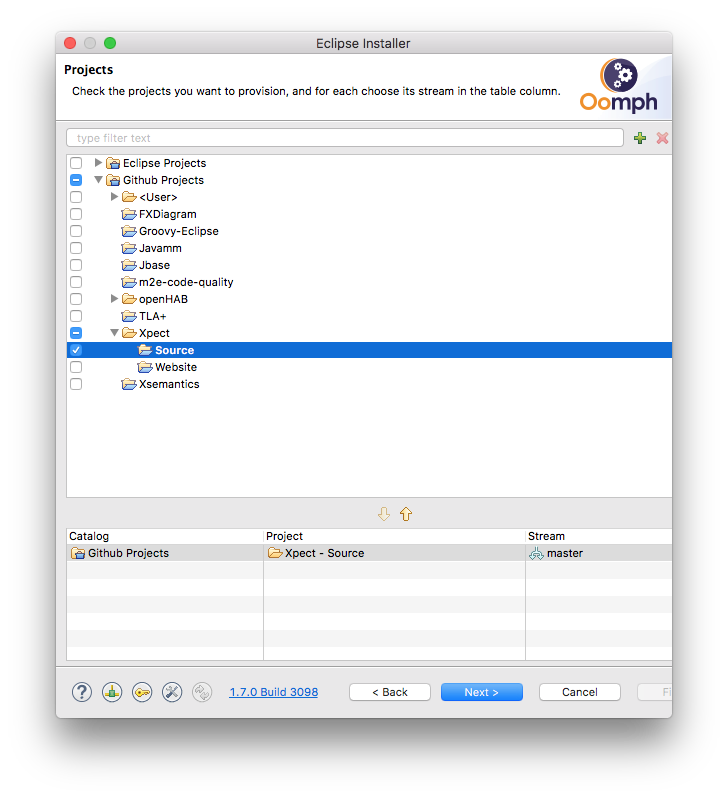 Eclipse Installer
Projects
Check the projects you want to provision, and for each choose its stream in the table column.
Oomph
type filter text
Eclipse Projects
Github Projects
<User>
FXDiagram
Groovy-Eclipse
Javamm
Jbase
m2e-code-quality
openHAB
TLA+
Xpect
Source
Website
Xsemantics
Catalog Project Stream
Github Projects Xpect - Source master
? 1.7.0 Build 3098 < Back Next > Cancel Fi